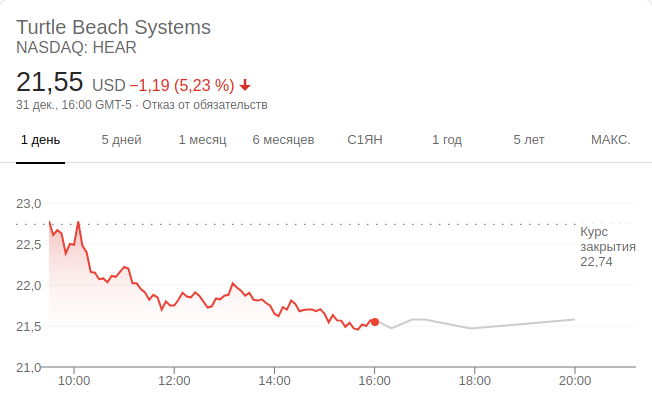 Turtle Beach Systems
NASDAQ: HEAR
21,55 USD −1,19 (5,23 %)
31 дек., 16:00 GMT-5 · Отказ от обязательств
1 день 5 дней 1 месяц 6 месяцев С1ЯН 1 год 5 лет МАКС.
23,0
Курс
закрытия
22,74
22,5
22,0
21,5
21,0
10:00 12:00 14:00 16:00 18:00 20:00